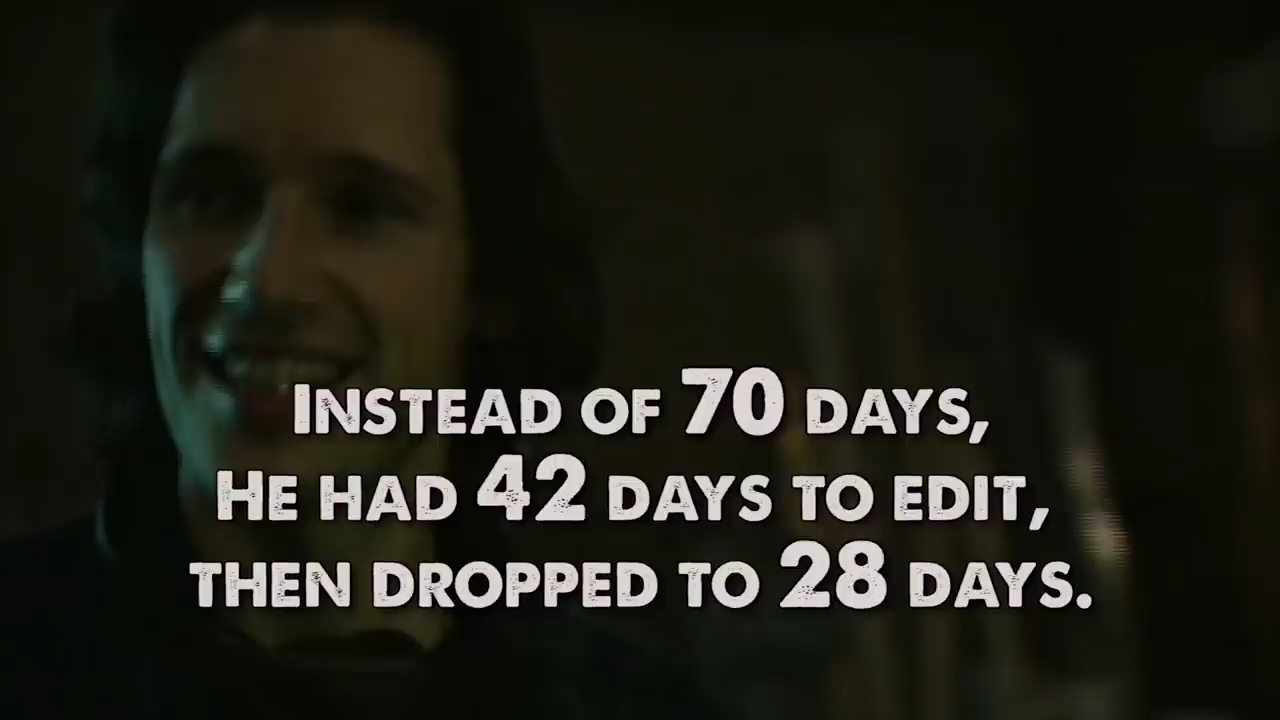 Instead of 70 days,
He had 42 days to edit,
then dropped to 28 days.